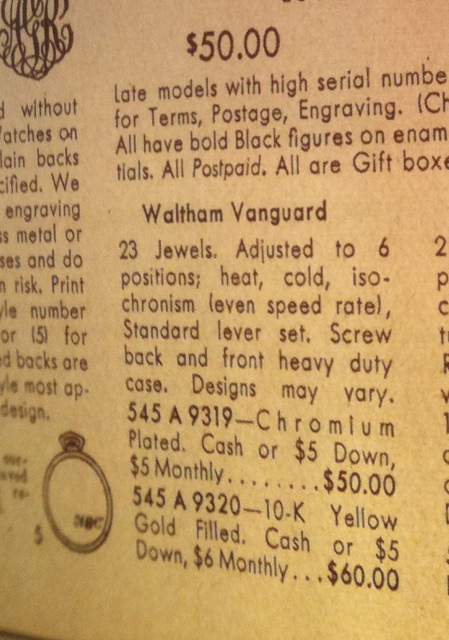 $50.00
Late models with high serial numbe
for Terms, Postage, Engraving. (Ch
All have bold Black figures on enam
tials. All Postpaid. All are Gift boxe
d without
Watches on
lain backs
cified. We
engraving
ss metal or
ses and do
n risk. Print
yle number
or (5) for
ed backs are
yle most ap-
design.
Waltham Vanguard
23 Jewels. Adjusted to 6
positions; heat, cold, iso-
chronism (even speed rate),
Standard lever set. Screw
back and front heavy duty
case. Designs may vary.
545 A 9319—Chromium
Plated. Cash or $5 Down,
$5 Monthly........$50.00
545 A 9320—10-K Yellow
Gold Filled. Cash or $5
Down, $6 Monthly...$60.00